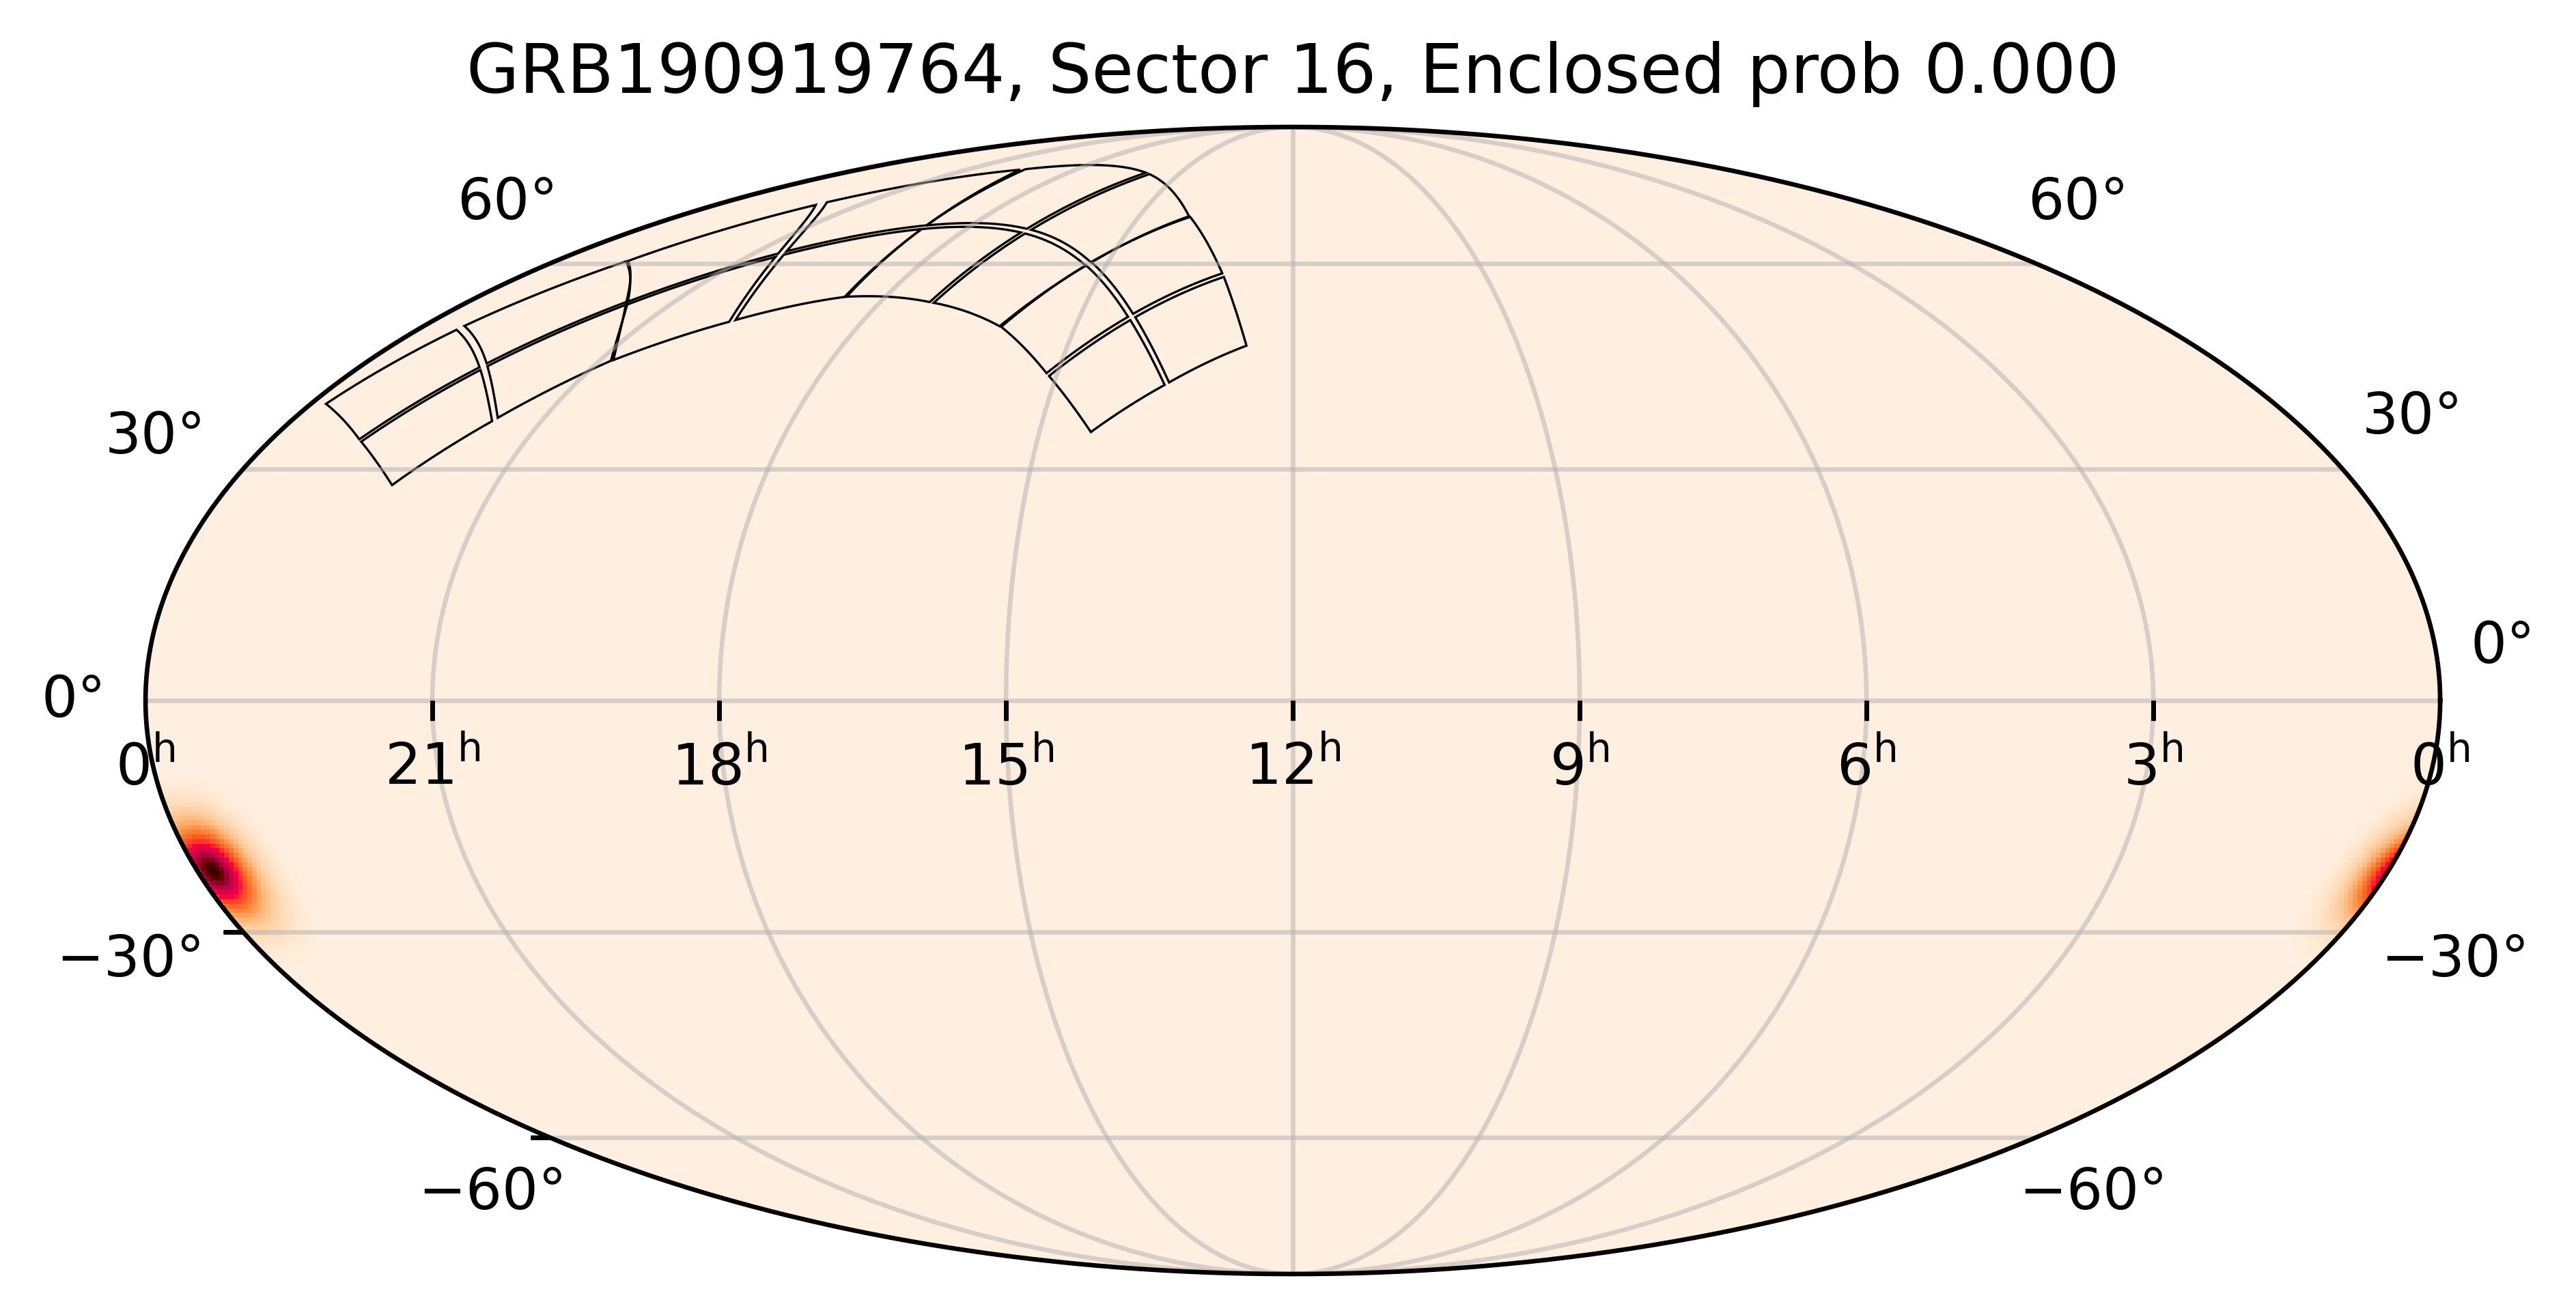 GRB190919764, Sector 16, Enclosed prob 0.000
60° 60°
30° 30°
0° 0°
0ʰ 21ʰ 18ʰ 15ʰ 12ʰ 9ʰ 6ʰ 3ʰ 0ʰ
−30° −30°
−60° −60°